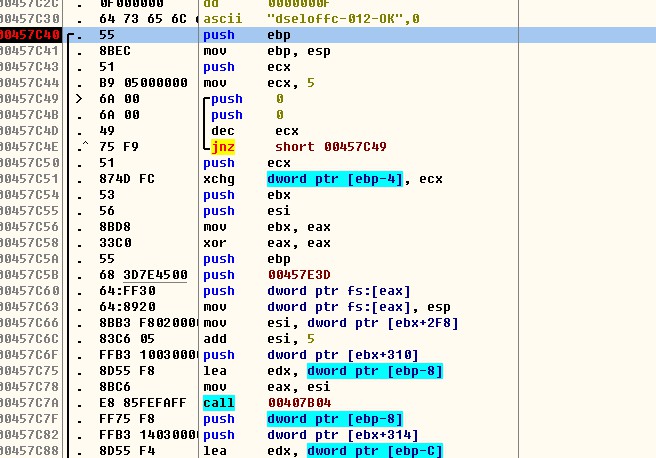 00457C2C . 0F000000 dd 0000000F
00457C30 . 64 73 65 6C ascii "dseloffc-012-OK",0
00457C40 . 55 push ebp
00457C41 . 8BEC mov ebp, esp
00457C43 . 51 push ecx
00457C44 . B9 05000000 mov ecx, 5
00457C49 > 6A 00 push 0
00457C4B . 6A 00 push 0
00457C4D . 49 dec ecx
00457C4E .^ 75 F9 jnz short 00457C49
00457C50 . 51 push ecx
00457C51 . 874D FC xchg dword ptr [ebp-4], ecx
00457C54 . 53 push ebx
00457C55 . 56 push esi
00457C56 . 8BD8 mov ebx, eax
00457C58 . 33C0 xor eax, eax
00457C5A . 55 push ebp
00457C5B . 68 3D7E4500 push 00457E3D
00457C60 . 64:FF30 push dword ptr fs:[eax]
00457C63 . 64:8920 mov dword ptr fs:[eax], esp
00457C66 . 8BB3 F8020000 mov esi, dword ptr [ebx+2F8]
00457C6C . 83C6 05 add esi, 5
00457C6F . FFB3 10030000 push dword ptr [ebx+310]
00457C75 . 8D55 F8 lea edx, dword ptr [ebp-8]
00457C78 . 8BC6 mov eax, esi
00457C7A . E8 85FEFAFF call 00407B04
00457C7F . FF75 F8 push dword ptr [ebp-8]
00457C82 . FFB3 14030000 push dword ptr [ebx+314]
00457C88 . 8D55 F4 lea edx, dword ptr [ebp-C]